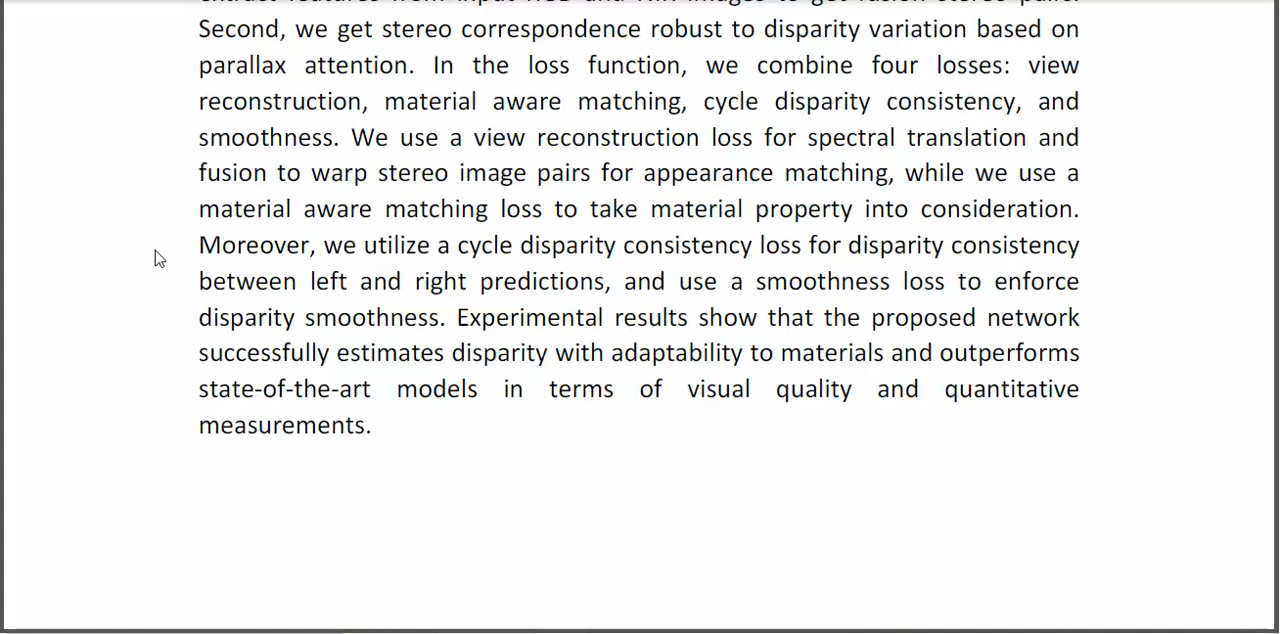 Second, we get stereo correspondence robust to disparity variation based on
parallax attention. In the loss function, we combine four losses: view
reconstruction, material aware matching, cycle disparity consistency, and
smoothness. We use a view reconstruction loss for spectral translation and
fusion to warp stereo image pairs for appearance matching, while we use a
material aware matching loss to take material property into consideration.
Moreover, we utilize a cycle disparity consistency loss for disparity consistency
between left and right predictions, and use a smoothness loss to enforce
disparity smoothness. Experimental results show that the proposed network
successfully estimates disparity with adaptability to materials and outperforms
state-of-the-art models in terms of visual quality and quantitative
measurements.